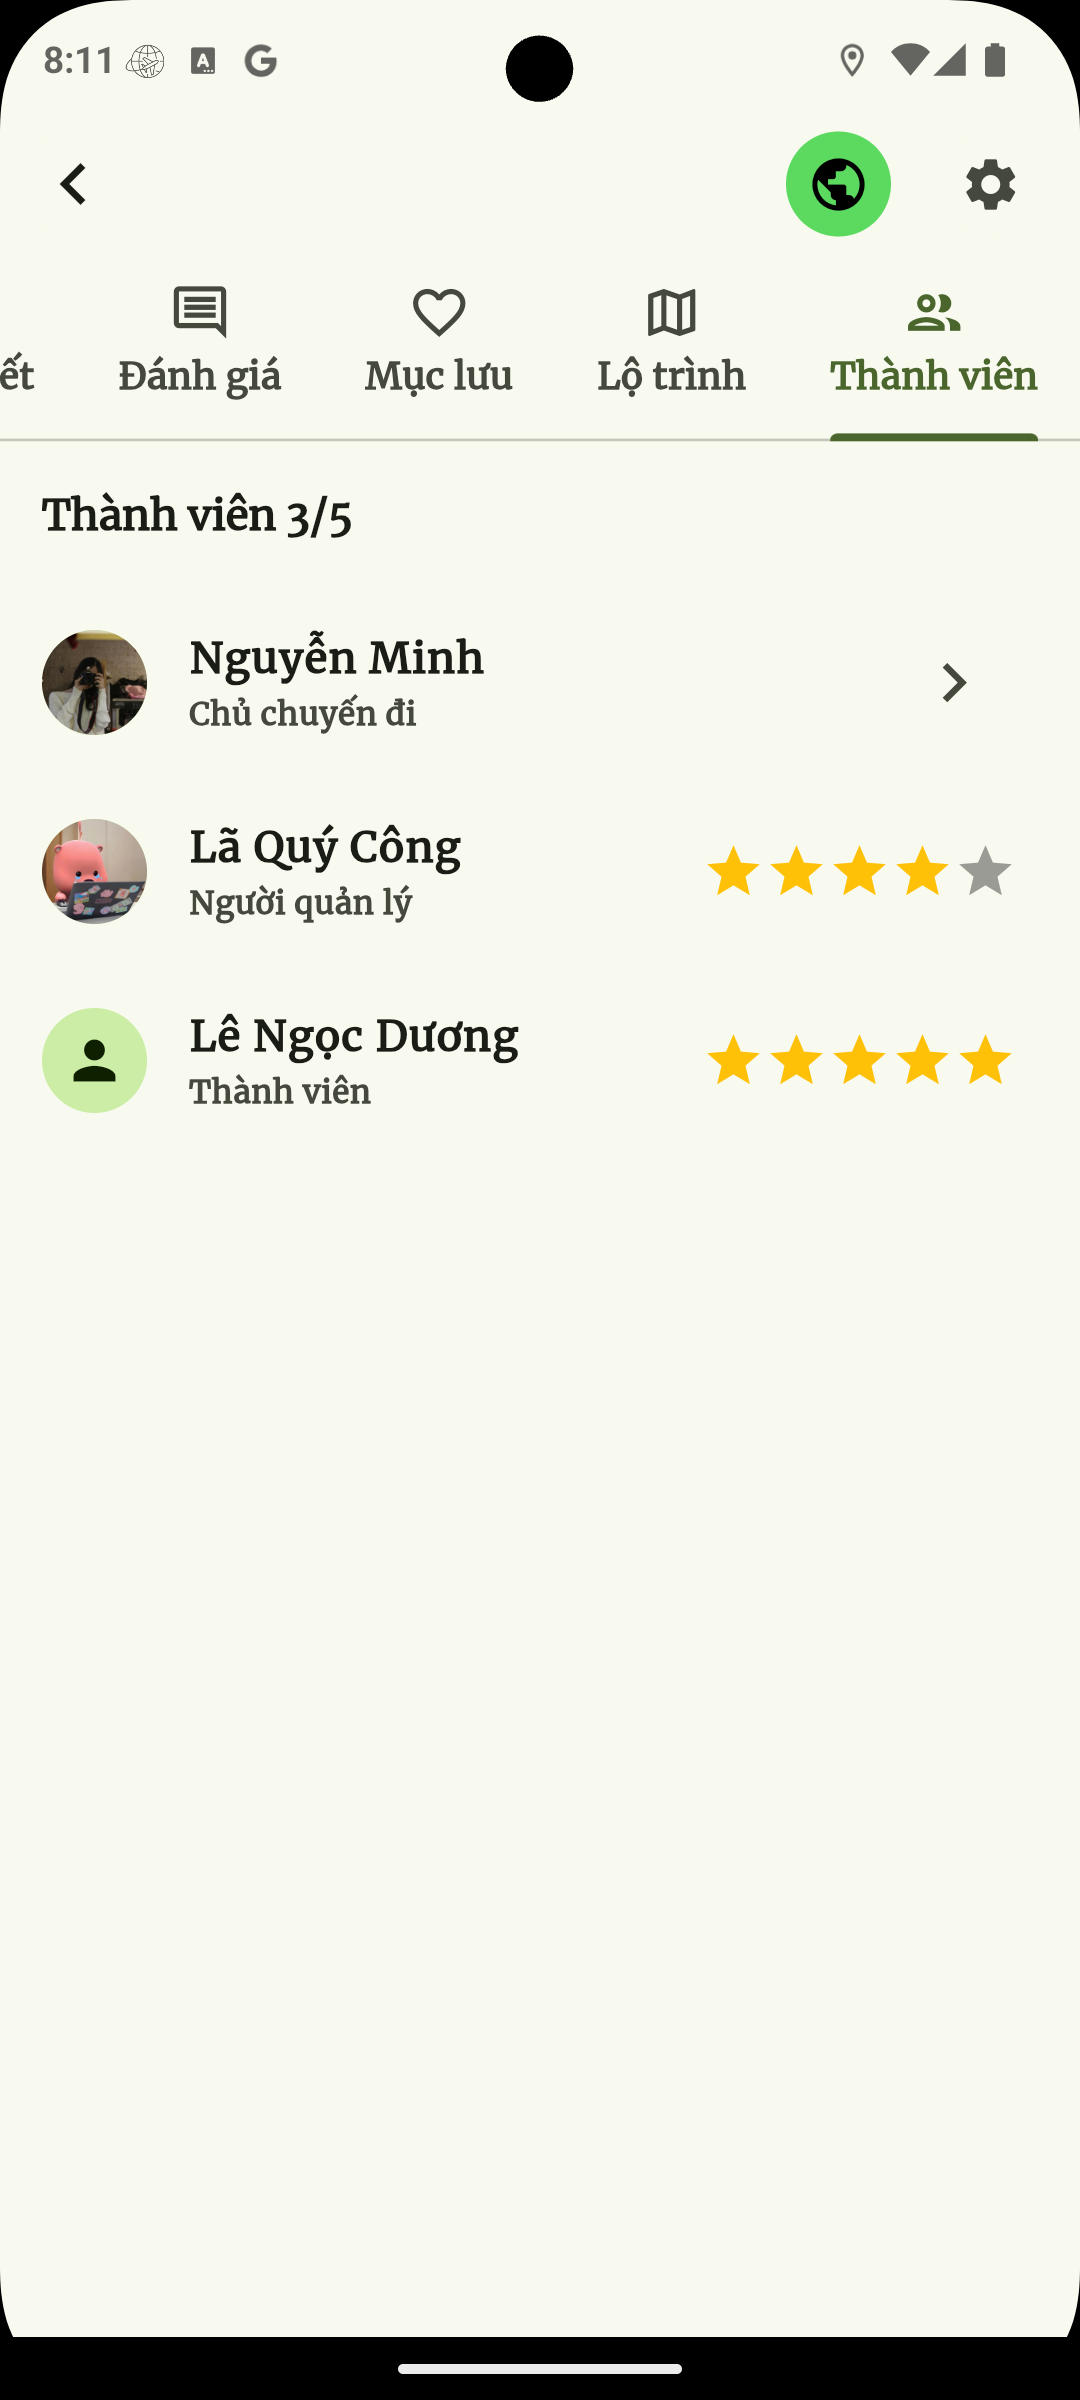 8:11
ết
Đánh giá
Mục lưu
Lộ trình
Thành viên
Thành viên 3/5
Nguyễn Minh
Chủ chuyến đi
Lã Quý Công
Người quản lý
Lê Ngọc Dương
Thành viên